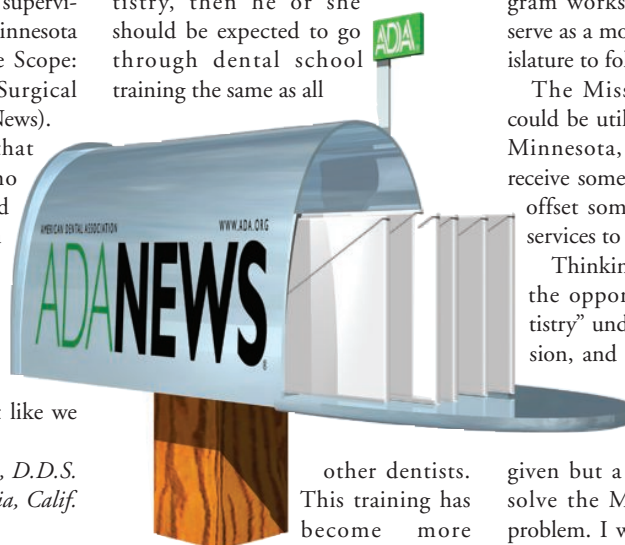 supervi-
innesota
e Scope:
Surgical
News).
hat
no
d
t like we
, D.D.S.
ia, Calif.
tistry, then he or she
should be expected to go
through dental school
training the same as all
ADA
AMERICAN DENTAL ASSOCIATION
WWW.ADA.ORG
ADANEWS®
other dentists.
This training has
become more
gram works
serve as a mo
islature to fol
The Miss
could be utili
Minnesota,
receive some
offset som
services to
Thinkin
the oppor
tistry” und
sion, and
given but a
solve the M
problem. I w